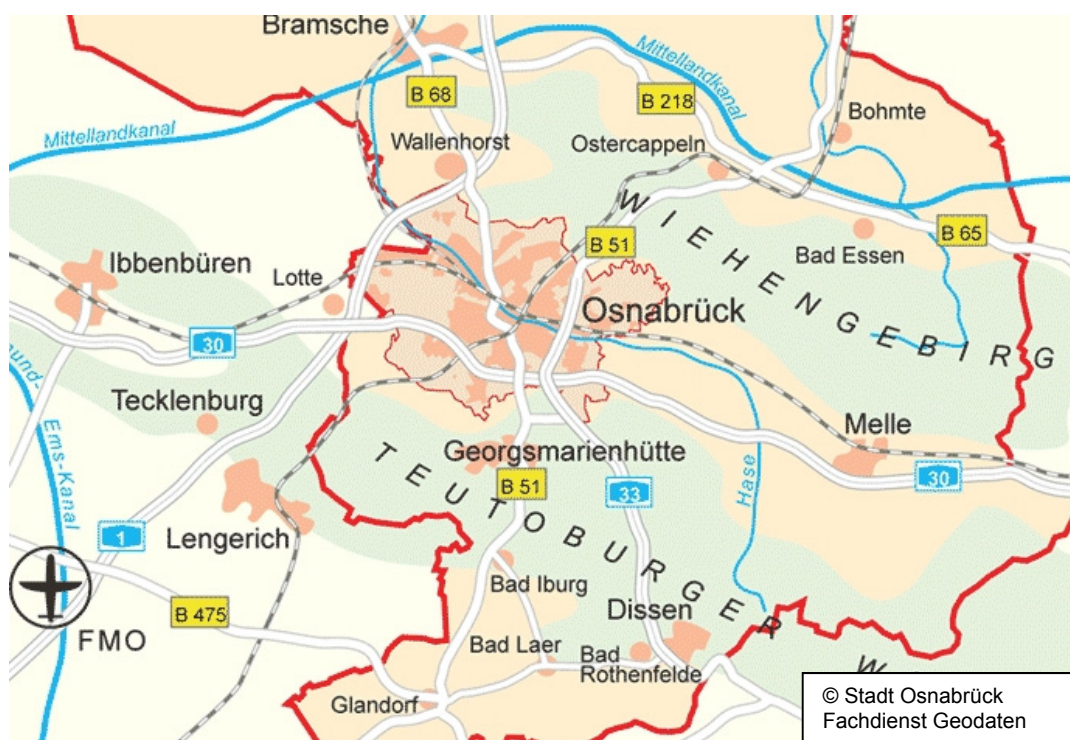 Bramsche
Mittellandkanal
B 68
B 218
Bohmte
Mittellandkanal
Wallenhorst
Ostercappeln
WIEHENGEBIRG
B 51
B 65
Ibbenbüren
Bad Essen
Lotte
Osnabrück
30
und-
Ems-Kanal
Tecklenburg
Melle
Georgsmarienhütte
TEUTOBURGER W
B 51
33
Hase
30
1
Lengerich
Bad Iburg
Dissen
B 475
FMO
Bad Laer
Bad
Rothenfelde
Glandorf
© Stadt Osnabrück
Fachdienst Geodaten